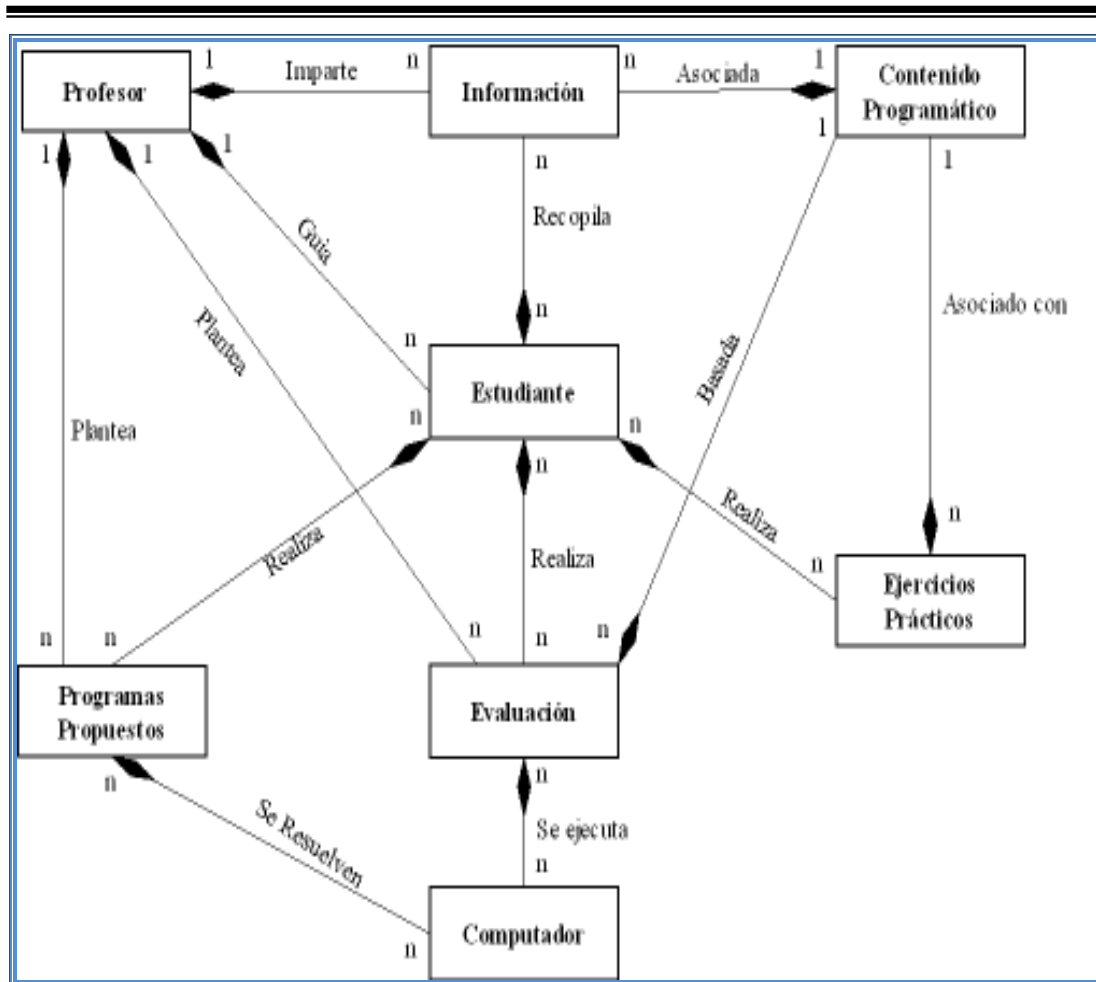 1
Imparte
n
n
Asociada
1
Profesor
Información
Contenido
Programático
1
1
1
n
1
1
Recopila
Guia
Asociado con
n
Plantea
n
Basada
Estudiante
n
n
Plantea
n
Realiza
n
Realiza
Realiza
n
Ejercicios
Prácticos
n
n
n
n
n
Programas
Propuestos
Evaluación
n
n
Se Resuelven
Se ejecuta
n
Computador
n